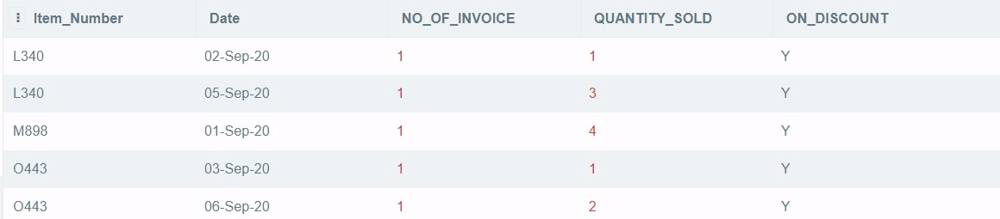 Item_Number Date NO_OF_INVOICE QUANTITY_SOLD ON_DISCOUNT
L340 02-Sep-20 1 1 Y
L340 05-Sep-20 1 3 Y
M898 01-Sep-20 1 4 Y
O443 03-Sep-20 1 1 Y
O443 06-Sep-20 1 2 Y